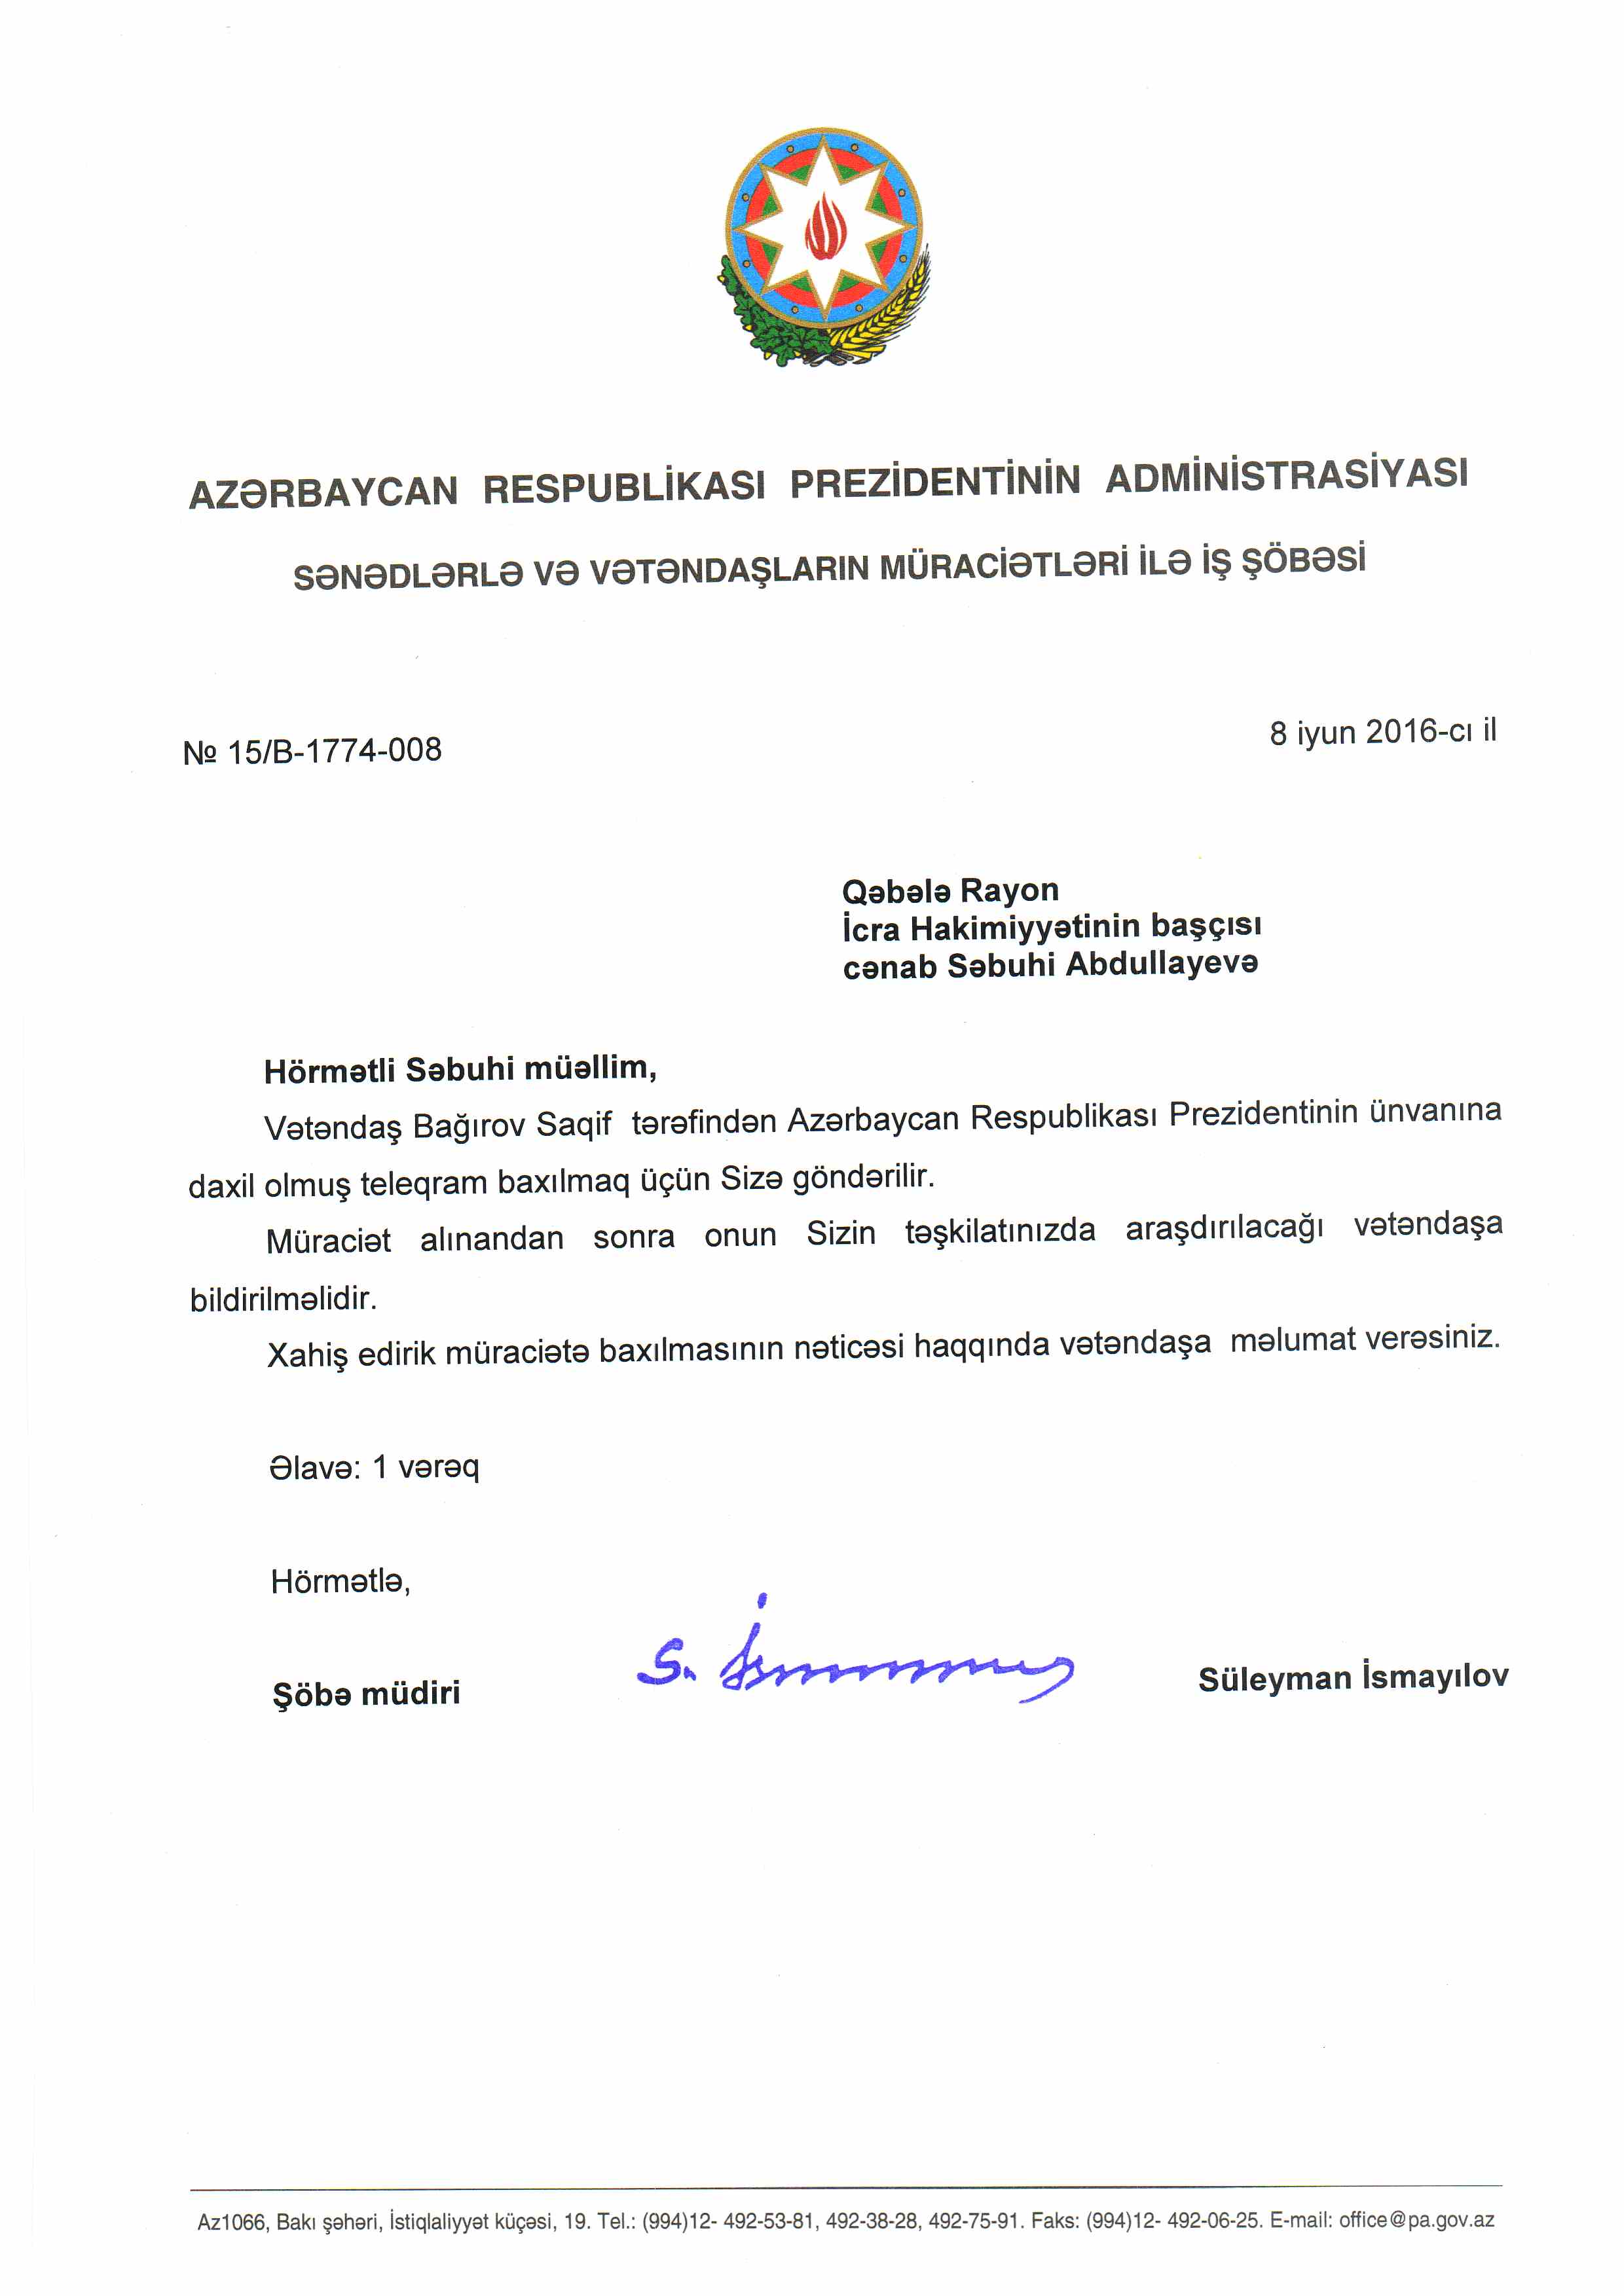 AZƏRBAYCAN RESPUBLİKASI PREZİDENTİNİN ADMİNİSTRASİYASI
SƏNƏDLƏRLƏ VƏ VƏTƏNDAŞLARIN MÜRACİƏTLƏRİ İLƏ İŞ ŞÖBƏSİ
№ 15/B-1774-008
8 iyun 2016-cı il
Qəbələ Rayon
İcra Hakimiyyətinin başçısı
cənab Səbuhi Abdullayevə
Hörmətli Səbuhi müəllim,
Vətəndaş Bağırov Saqif tərəfindən Azərbaycan Respublikası Prezidentinin ünvanına
daxil olmuş teleqram baxılmaq üçün Sizə göndərilir.
Müraciət alınandan sonra onun Sizin təşkilatınızda araşdırılacağı vətəndaşa
bildirilməlidir.
Xahiş edirik müraciətə baxılmasının nəticəsi haqqında vətəndaşa məlumat verəsiniz.
Əlavə: 1 vərəq
Hörmətlə,
Şöbə müdiri
Süleyman İsmayılov
Az1066, Bakı şəhəri, İstiqlaliyyət küçəsi, 19. Tel.: (994)12- 492-53-81, 492-38-28, 492-75-91. Faks: (994)12- 492-06-25. E-mail: office@pa.gov.az